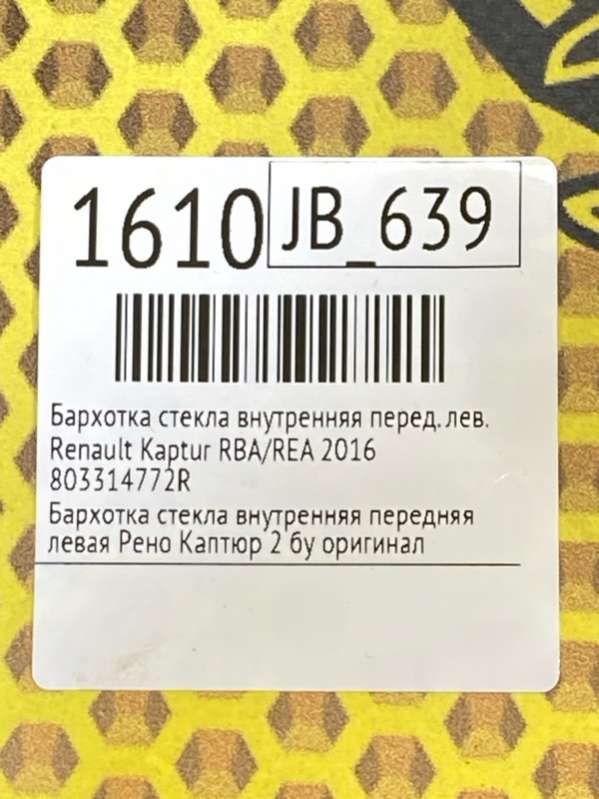 1610 JB_639
Бархотка стекла внутренняя перед. лев.
Renault Kaptur RBA/REA 2016
803314772R
Бархотка стекла внутренняя передняя
левая Рено Каптюр 2 бу оригинал